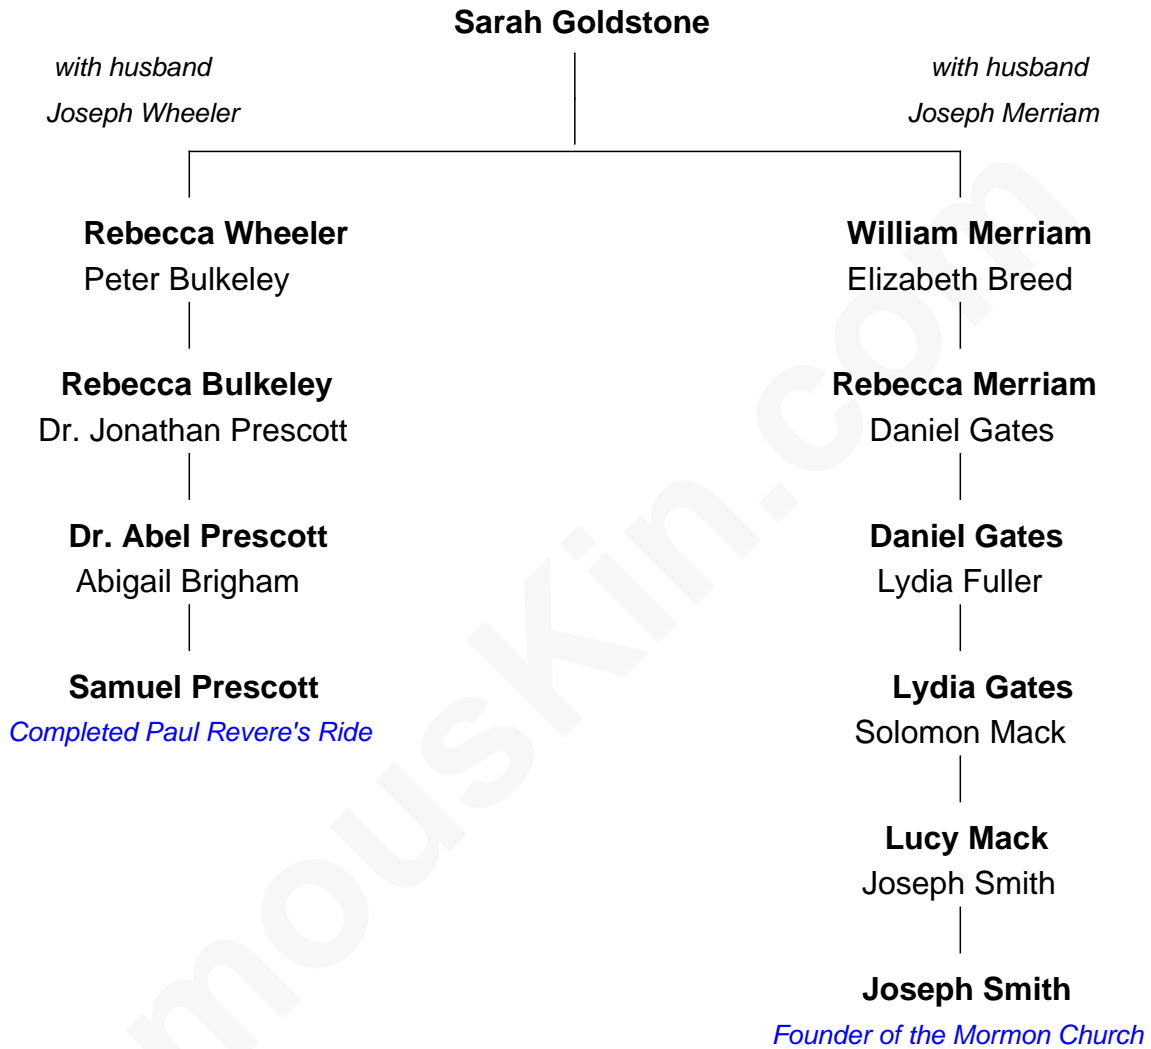 Sarah Goldstone
with husband
Joseph Wheeler
with husband
Joseph Merriam
Rebecca Wheeler
Peter Bulkeley
William Merriam
Elizabeth Breed
Rebecca Bulkeley
Dr. Jonathan Prescott
Rebecca Merriam
Daniel Gates
Dr. Abel Prescott
Abigail Brigham
Daniel Gates
Lydia Fuller
Samuel Prescott
Completed Paul Revere's Ride
Lydia Gates
Solomon Mack
Lucy Mack
Joseph Smith
Joseph Smith
Founder of the Mormon Church
mouskin.com